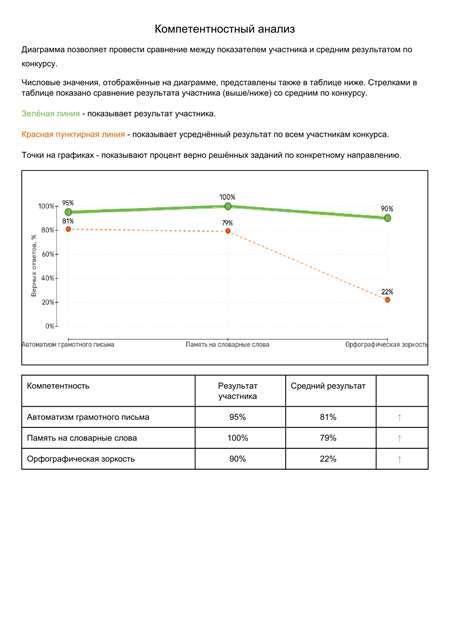 Компетентностный анализ
Диаграмма позволяет провести сравнение между показателем участника и средним результатом по
конкурсу.
Числовые значения, отображённые на диаграмме, представлены также в таблице ниже. Стрелками в
таблице показано сравнение результата участника (выше/ниже) со средним по конкурсу.
Зелёная линия - показывает результат участника.
Красная пунктирная линия - показывает усреднённый результат по всем участникам конкурса.
Точки на графиках - показывают процент верно решённых заданий по конкретному направлению.
Верных ответов, %
100%
80%
60%
40%
20%
0%
95%
100%
90%
81%
79%
22%
Автоматизм грамотного письма
Память на словарные слова
Орфографическая зоркость
Компетентность Результат Средний результат
участника
Автоматизм грамотного письма 95% 81% ↑
Память на словарные слова 100% 79% ↑
Орфографическая зоркость 90% 22% ↑